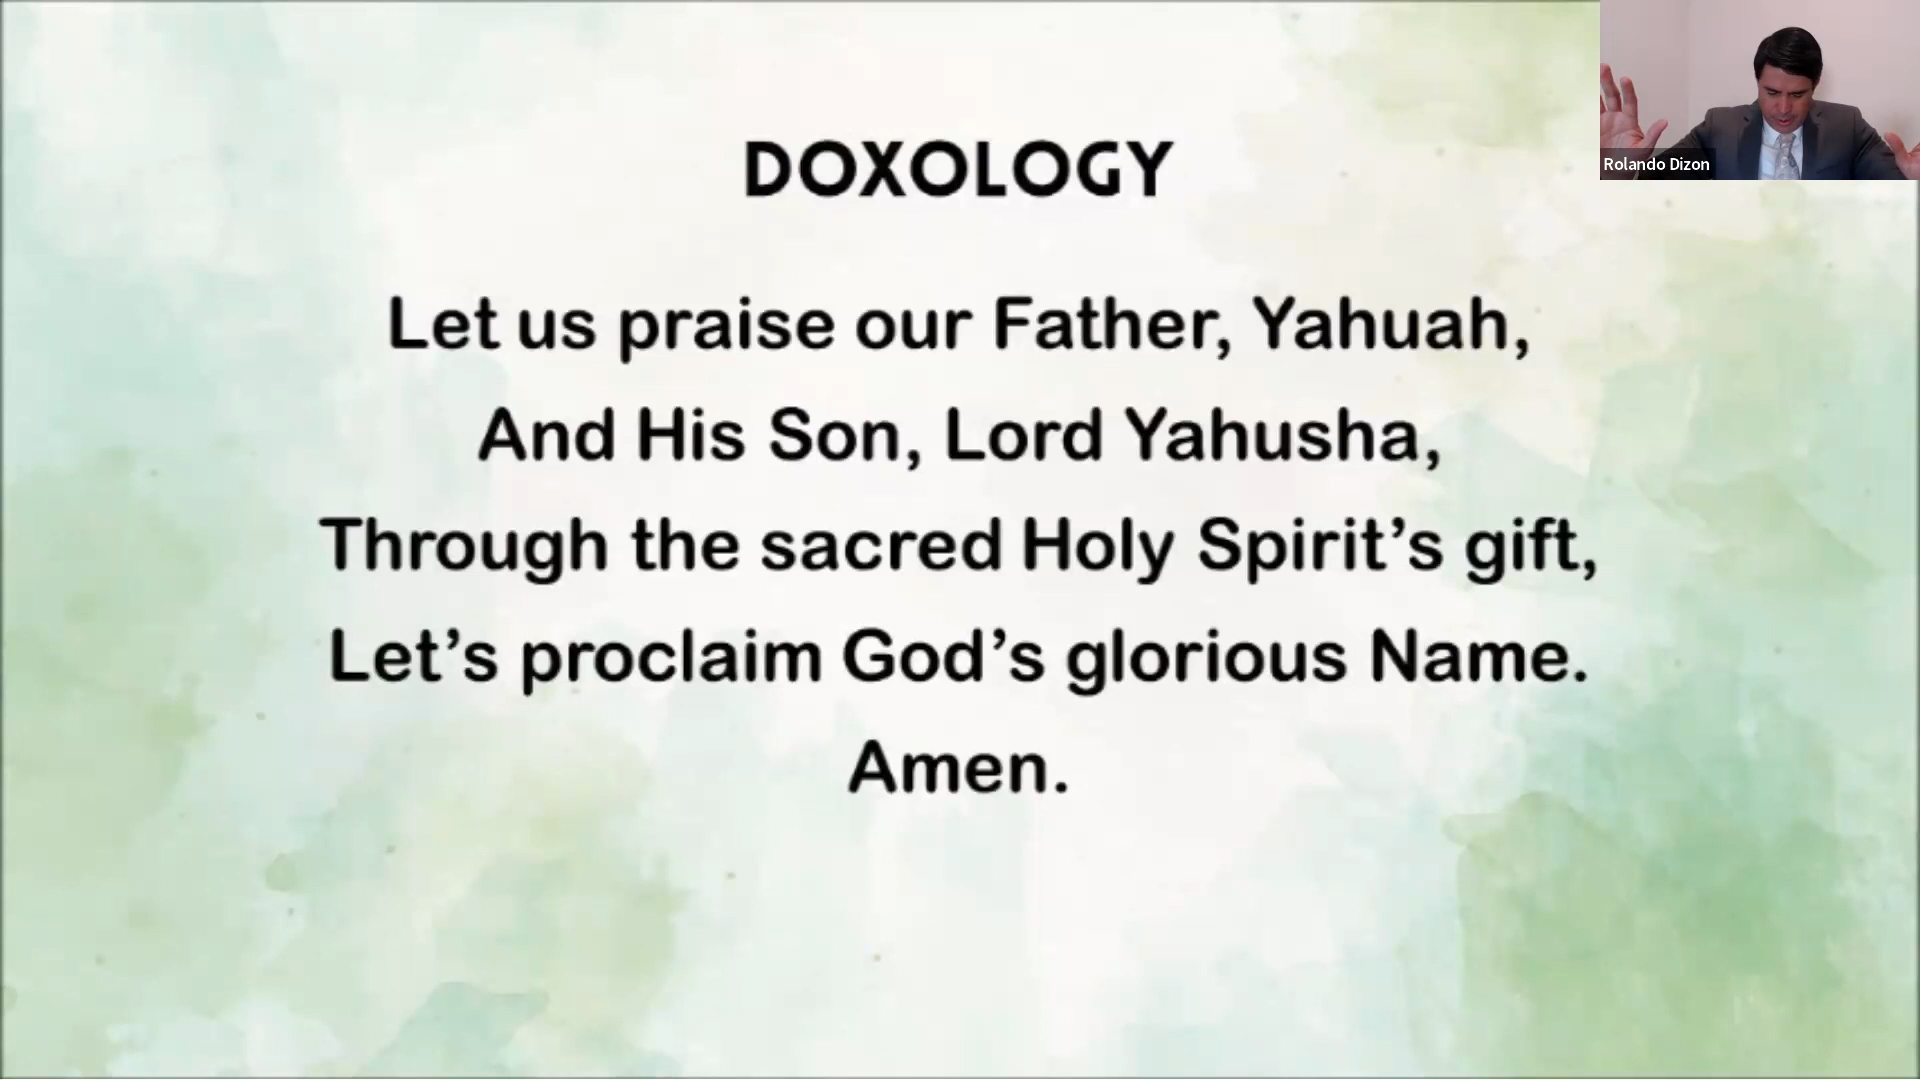 DOXOLOGY
Let us praise our Father, Yahuah,
And His Son, Lord Yahusha,
Through the sacred Holy Spirit’s gift,
Let’s proclaim God’s glorious Name.
Amen.
Rolando Dizon